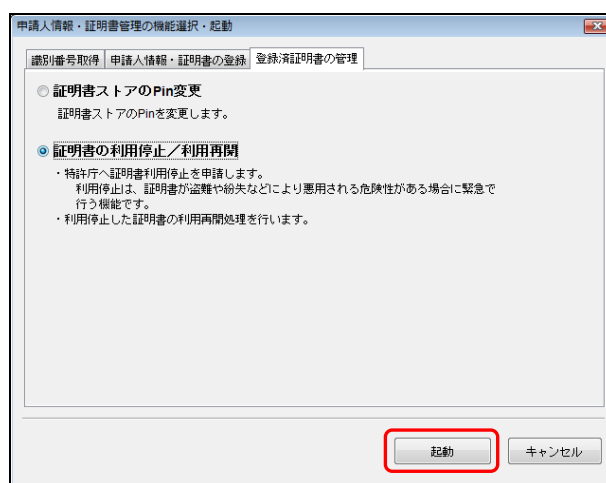 申請人情報・証明書管理の機能選択・起動
識別番号取得 申請人情報・証明書の登録 登録済証明書の管理
証明書ストアのPin変更
証明書ストアのPinを変更します。
証明書の利用停止／利用再開
・特許庁へ証明書利用停止を申請します。
利用停止は、証明書が盗難や紛失などにより悪用される危険性がある場合に緊急で
行う機能です。
・利用停止した証明書の利用再開処理を行います。
起動 キャンセル